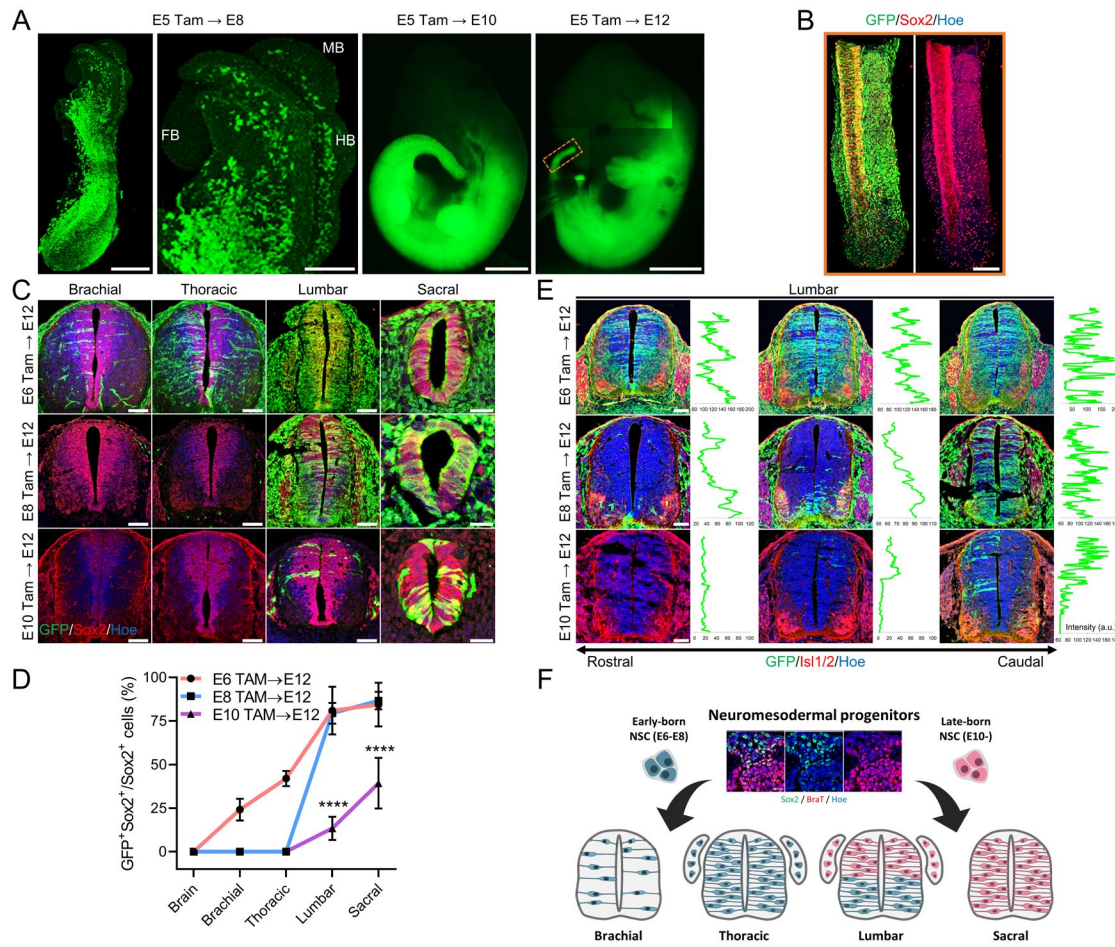 A
E5 Tam → E8
E5 Tam → E10
E5 Tam → E12
MB
FB
HB
B
GFP/Sox2/Hoe
C
Brachial
Thoracic
Lumbar
Sacral
E6 Tam → E12
E8 Tam → E12
E10 Tam → E12
GFP/Sox2/Hoe
D
GFP+Sox2+/Sox2+ cells (%)
100
75
50
25
0
E6 TAM→E12
E8 TAM→E12
E10 TAM→E12
****
****
Brain
Brachial
Thoracic
Lumbar
Sacral
E
Lumbar
E6 Tam → E12
E8 Tam → E12
E10 Tam → E12
Intensity (a.u.)
Rostral
GFP/Isl1/2/Hoe
Caudal
F
Early-born
NSC (E6-E8)
Neuromesodermal progenitors
Late-born
NSC (E10-)
Sox2 / BraT / Hoe
Brachial
Thoracic
Lumbar
Sacral